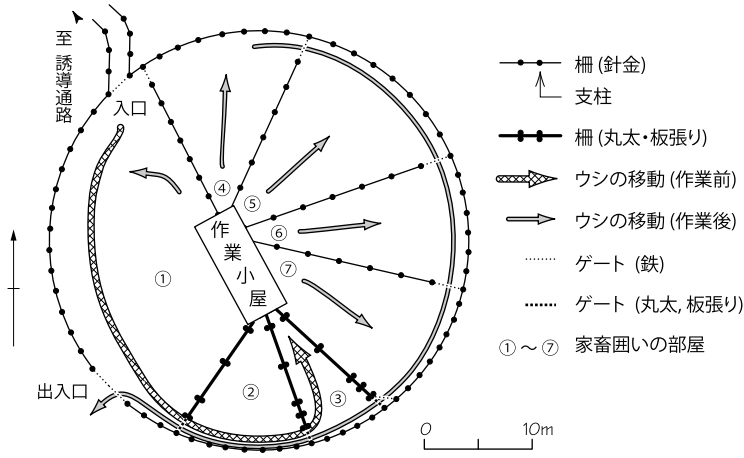 至
誘導通路
入口
①
②
③
④
⑤
⑥
⑦
作業小屋
出入口
柵 (針金)
支柱
柵 (丸太・板張り)
ウシの移動 (作業前)
ウシの移動 (作業後)
ゲート (鉄)
ゲート (丸太, 板張り)
①～⑦ 家畜囲いの部屋
0 10m